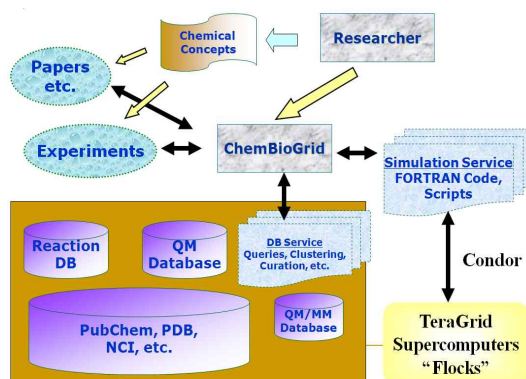 Chemical
Concepts
Researcher
Papers
etc.
Experiments
ChemBioGrid
Simulation Service
FORTRAN Code,
Scripts
Reaction
DB
QM
Database
DB Service
Queries, Clustering,
Curation, etc.
Condor
PubChem, PDB,
NCI, etc.
QM/MM
Database
TeraGrid
Supercomputers
“Flocks”